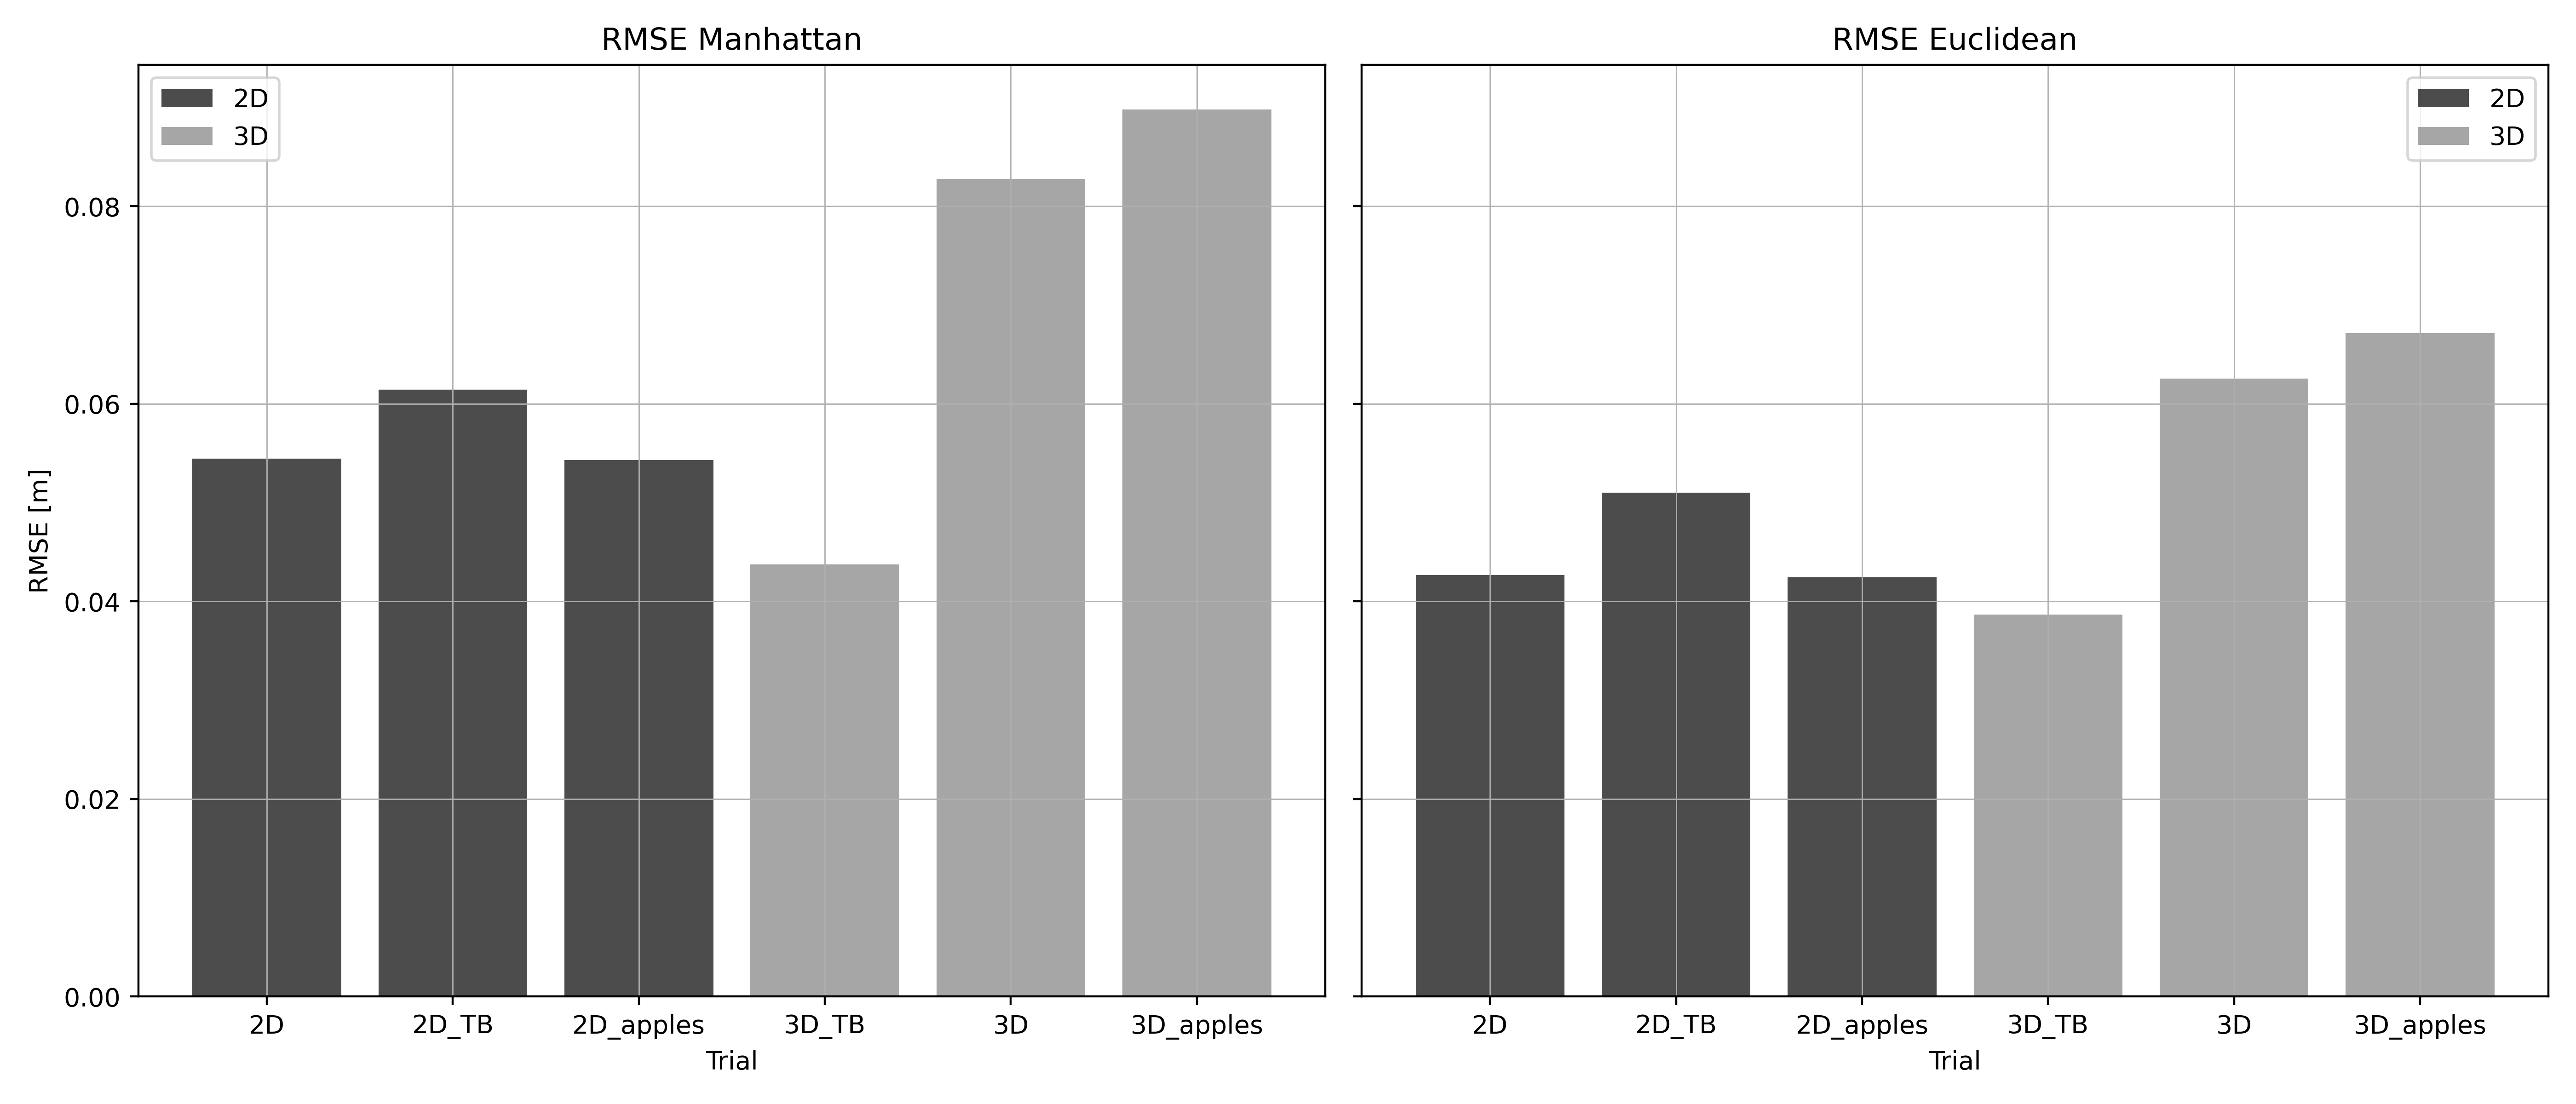 RMSE Manhattan
2D
3D
RMSE [m]
0.08
0.06
0.04
0.02
0.00
2D 2D_TB 2D_apples 3D_TB 3D 3D_apples
Trial
RMSE Euclidean
2D
3D
2D 2D_TB 2D_apples 3D_TB 3D 3D_apples
Trial